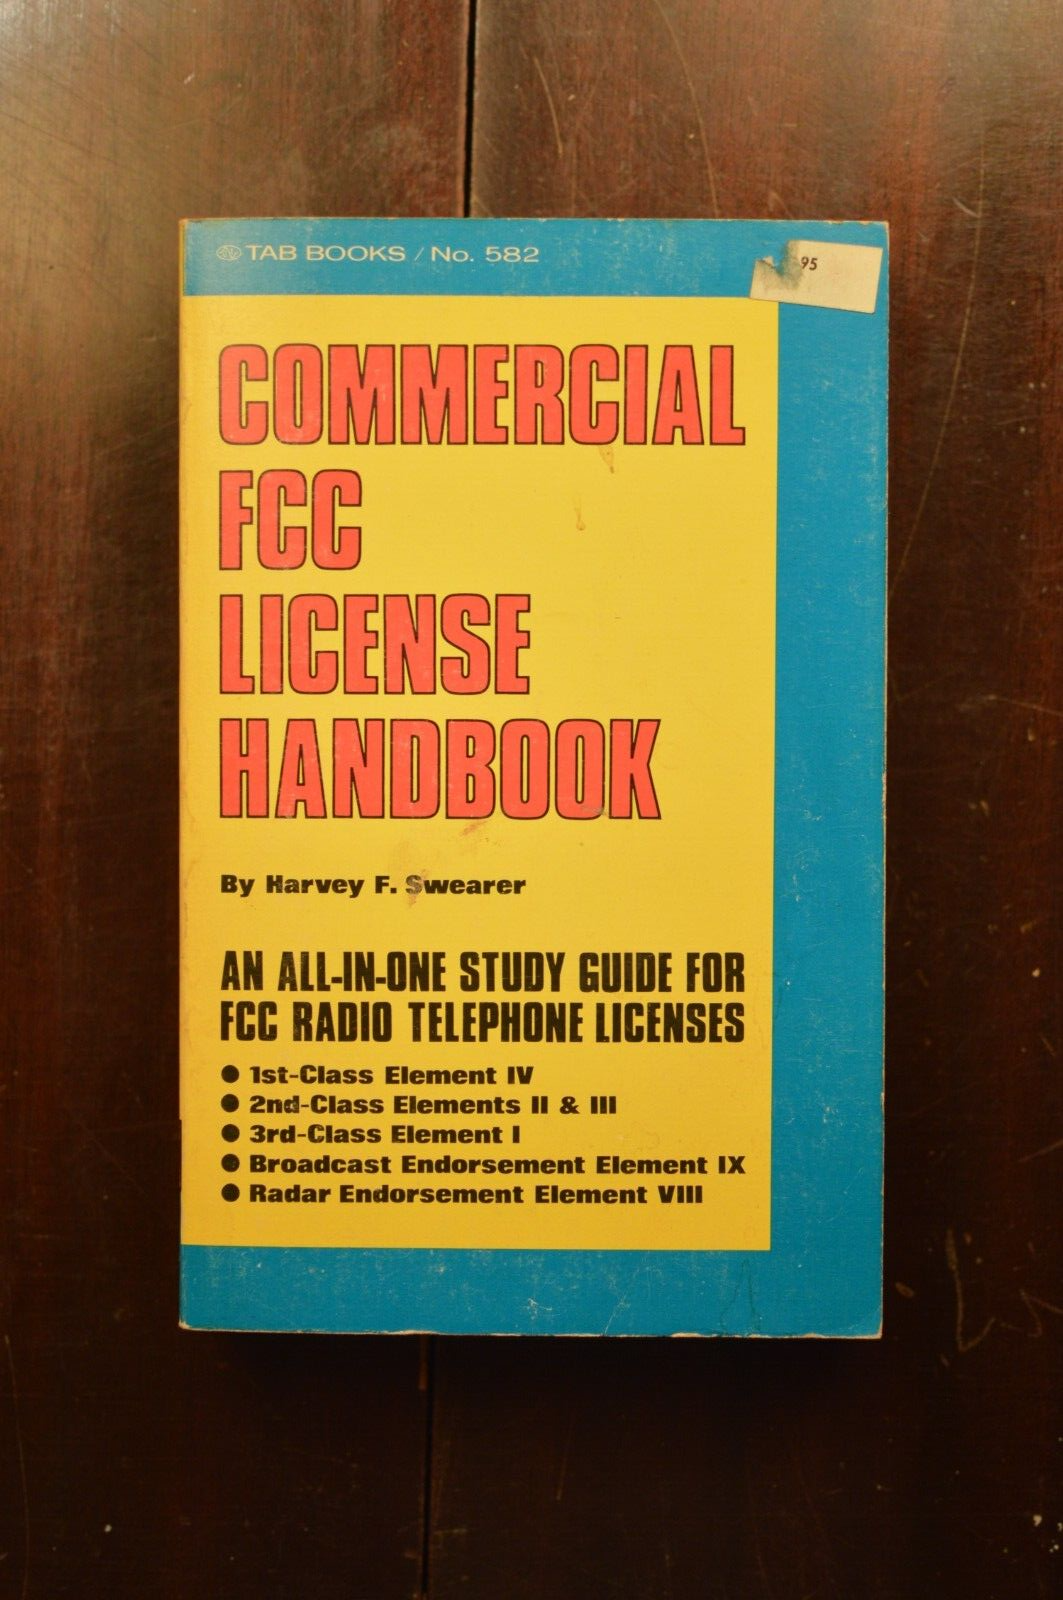 TAB BOOKS / No. 582
95
COMMERCIAL
FCC
LICENSE
HANDBOOK
By Harvey F. Swearer
AN ALL-IN-ONE STUDY GUIDE FOR
FCC RADIO TELEPHONE LICENSES
● 1st-Class Element IV
● 2nd-Class Elements II & III
● 3rd-Class Element I
● Broadcast Endorsement Element IX
● Radar Endorsement Element VIII